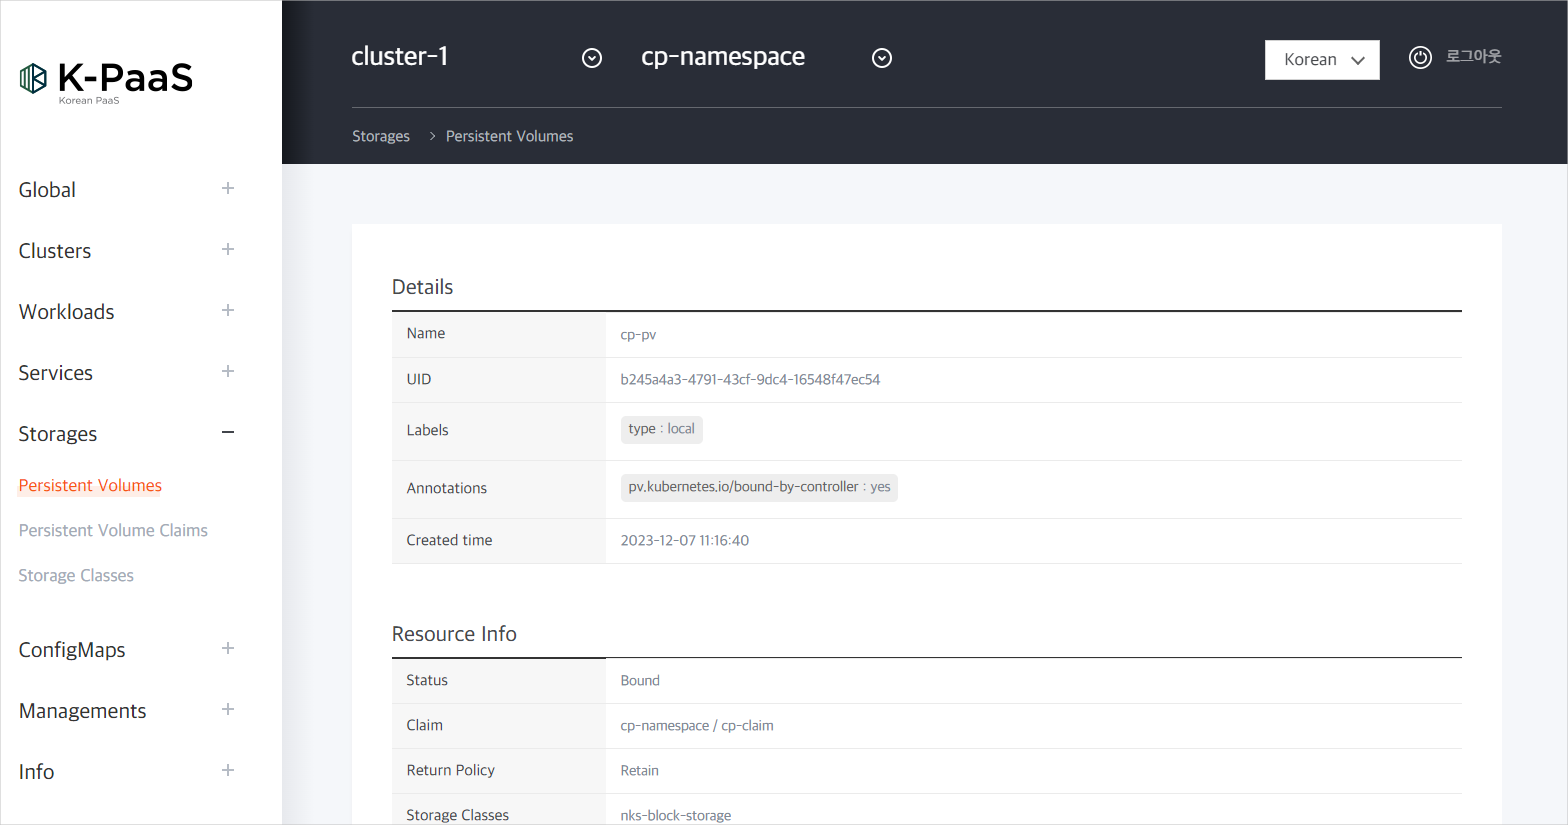 K-PaaS
Korean PaaS
Global
Clusters
Workloads
Services
Storages
Persistent Volumes
Persistent Volume Claims
Storage Classes
ConfigMaps
Managements
Info
cluster-1
cp-namespace
Korean
로그아웃
Storages > Persistent Volumes
Details
Name cp-pv
UID b245a4a3-4791-43cf-9dc4-16548f47ec54
Labels type : local
Annotations pv.kubernetes.io/bound-by-controller : yes
Created time 2023-12-07 11:16:40
Resource Info
Status Bound
Claim cp-namespace / cp-claim
Return Policy Retain
Storage Classes nks-block-storage